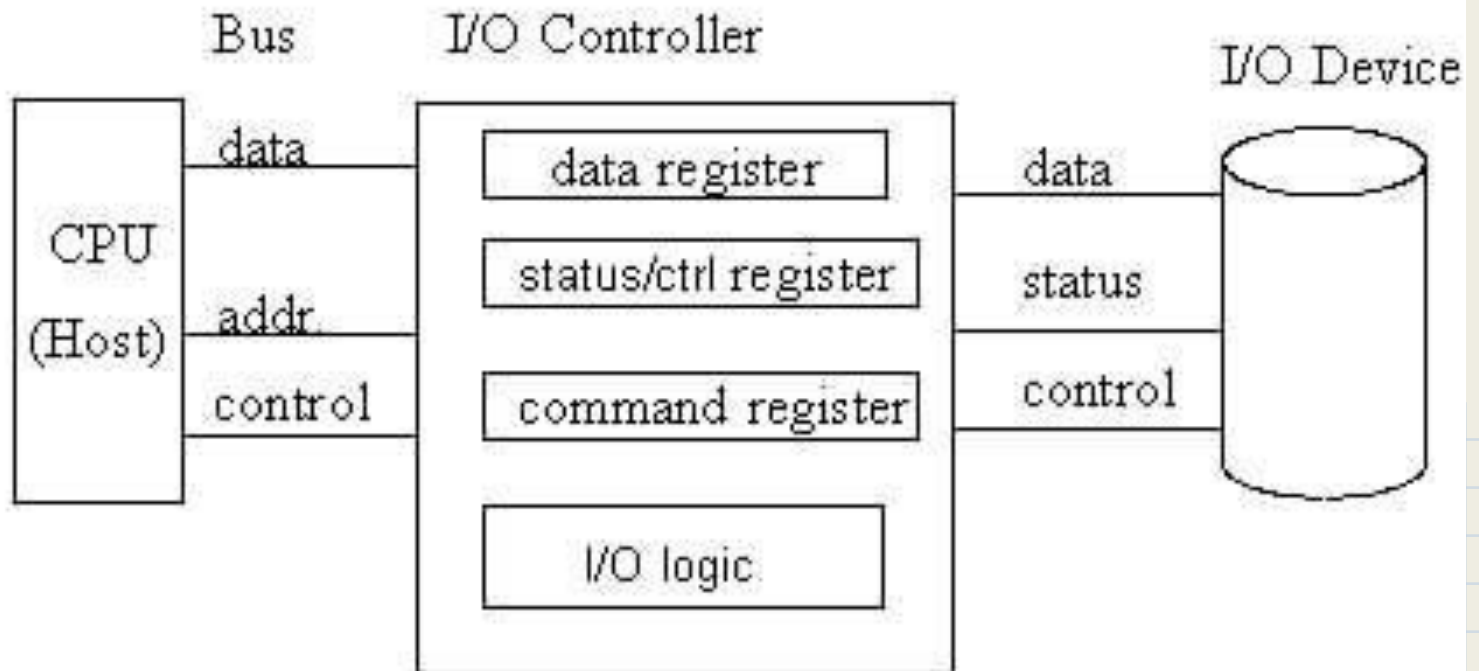 Bus
I/O Controller
I/O Device
data
data register
data
CPU
(Host)
status/ctrl register
status
addr.
control
command register
control
I/O logic